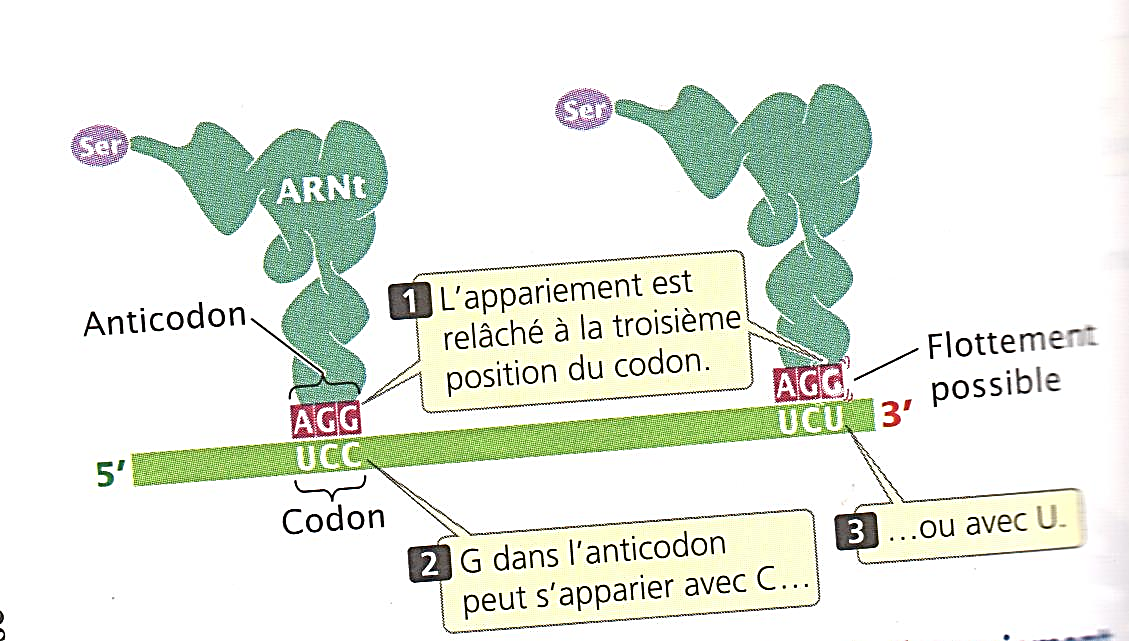 Ser
ARNt
Ser
Anticodon
1 L'appariement est
relâché à la troisième
position du codon.
Flottement
possible
AGG
UCC
AGG
UCU
5'
3'
Codon
2 G dans l'anticodon
peut s'apparier avec C...
3 ...ou avec U.